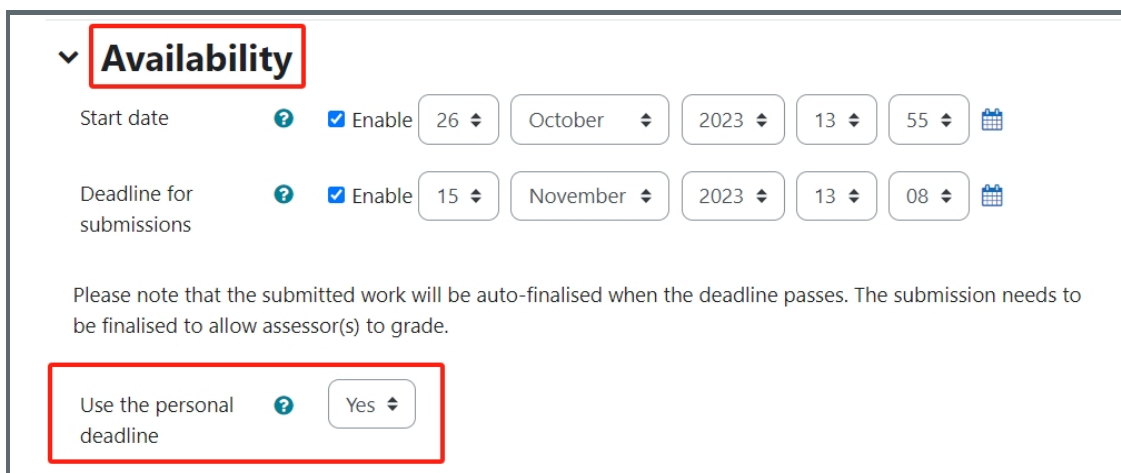 Availability
Start date Enable 26 October 2023 13 55
Deadline for Enable 15 November 2023 13 08
submissions
Please note that the submitted work will be auto-finalised when the deadline passes. The submission needs to
be finalised to allow assessor(s) to grade.
Use the personal Yes
deadline